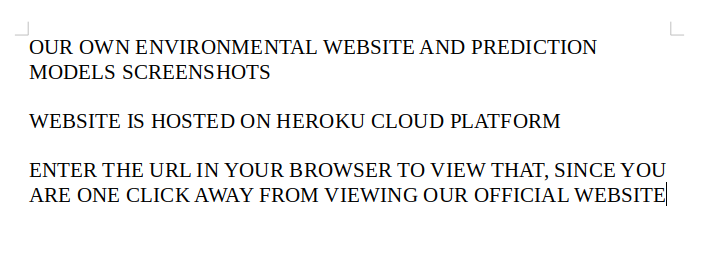 OUR OWN ENVIRONMENTAL WEBSITE AND PREDICTION
MODELS SCREENSHOTS
WEBSITE IS HOSTED ON HEROKU CLOUD PLATFORM
ENTER THE URL IN YOUR BROWSER TO VIEW THAT, SINCE YOU
ARE ONE CLICK AWAY FROM VIEWING OUR OFFICIAL WEBSITE